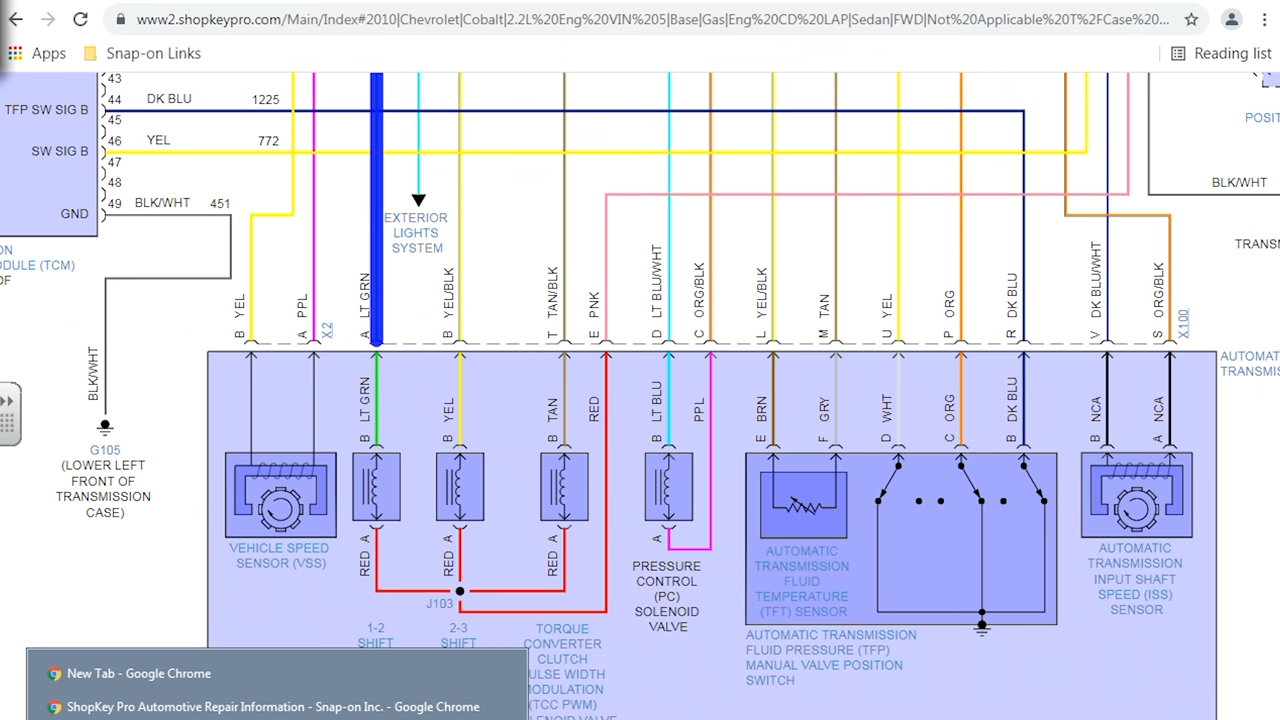 www2.shopkeypro.com/Main/Index#2010|Chevrolet|Cobalt|2.2L%20Eng%20VIN%205|Base|Gas|Eng%20CD%20LAP|Sedan|FWD|Not%20Applicable%20T%2FCase%20...
Apps
Snap-on Links
Reading list
43
TFP SW SIG B
44
DK BLU
1225
45
SW SIG B
46
YEL
772
47
48
GND
49
BLK/WHT
451
ON
ODULE (TCM)
OF
EXTERIOR
LIGHTS
SYSTEM
POSIT
BLK/WHT
TRANSM
BLK/WHT
G105
(LOWER LEFT
FRONT OF
TRANSMISSION
CASE)
B YEL
A PPL
X2
A LT GRN
B YEL/BLK
T TAN/BLK
E PNK
D LT BLU/WHT
C ORG/BLK
L YEL/BLK
M TAN
U YEL
P ORG
R DK BLU
V DK BLU/WHT
S ORG/BLK
X100
AUTOMAT
TRANSMIS
B LT GRN
B YEL
B TAN
RED
B LT BLU
PPL
E BRN
F GRY
D WHT
C ORG
B DK BLU
B NCA
A NCA
VEHICLE SPEED
SENSOR (VSS)
RED A
RED A
RED A
A
J103
1-2
SHIFT
2-3
SHIFT
TORQUE
CONVERTER
CLUTCH
ULSE WIDTH
MODULATION
(TCC PWM)
OLENOID VALVE
PRESSURE
CONTROL
(PC)
SOLENOID
VALVE
AUTOMATIC
TRANSMISSION
FLUID
TEMPERATURE
(TFT) SENSOR
AUTOMATIC TRANSMISSION
FLUID PRESSURE (TFP)
MANUAL VALVE POSITION
SWITCH
AUTOMATIC
TRANSMISSION
INPUT SHAFT
SPEED (ISS)
SENSOR
New Tab - Google Chrome
ShopKey Pro Automotive Repair Information - Snap-on Inc. - Google Chrome